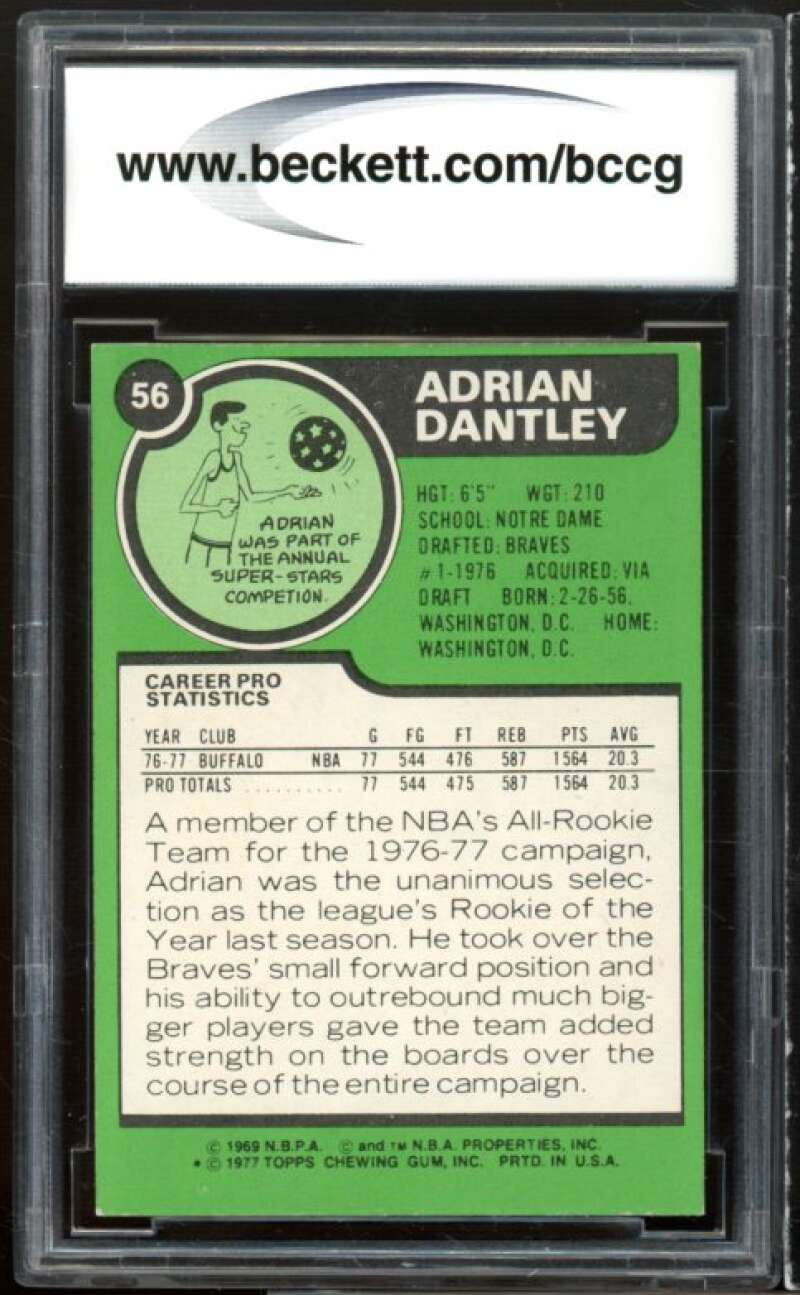 www.beckett.com/bccg
56
ADRIAN
DANTLEY
ADRIAN
WAS PART OF
THE ANNUAL
SUPER-STARS
COMPETION.
HGT: 6'5" WGT: 210
SCHOOL: NOTRE DAME
DRAFTED: BRAVES
#1-1976 ACQUIRED: VIA
DRAFT BORN: 2-26-56,
WASHINGTON, D.C. HOME:
WASHINGTON, D.C.
CAREER PRO
STATISTICS
YEAR CLUB G FG FT REB PTS AVG
76-77 BUFFALO NBA 77 544 476 587 1564 20.3
PRO TOTALS .......... 77 544 475 587 1564 20.3
A member of the NBA's All-Rookie
Team for the 1976-77 campaign,
Adrian was the unanimous selec-
tion as the league's Rookie of the
Year last season. He took over the
Braves' small forward position and
his ability to outrebound much big-
ger players gave the team added
strength on the boards over the
course of the entire campaign.
© 1969 N.B.P.A. © and ™ N.B.A. PROPERTIES, INC.
* © 1977 TOPPS CHEWING GUM, INC. PRTD. IN U.S.A.